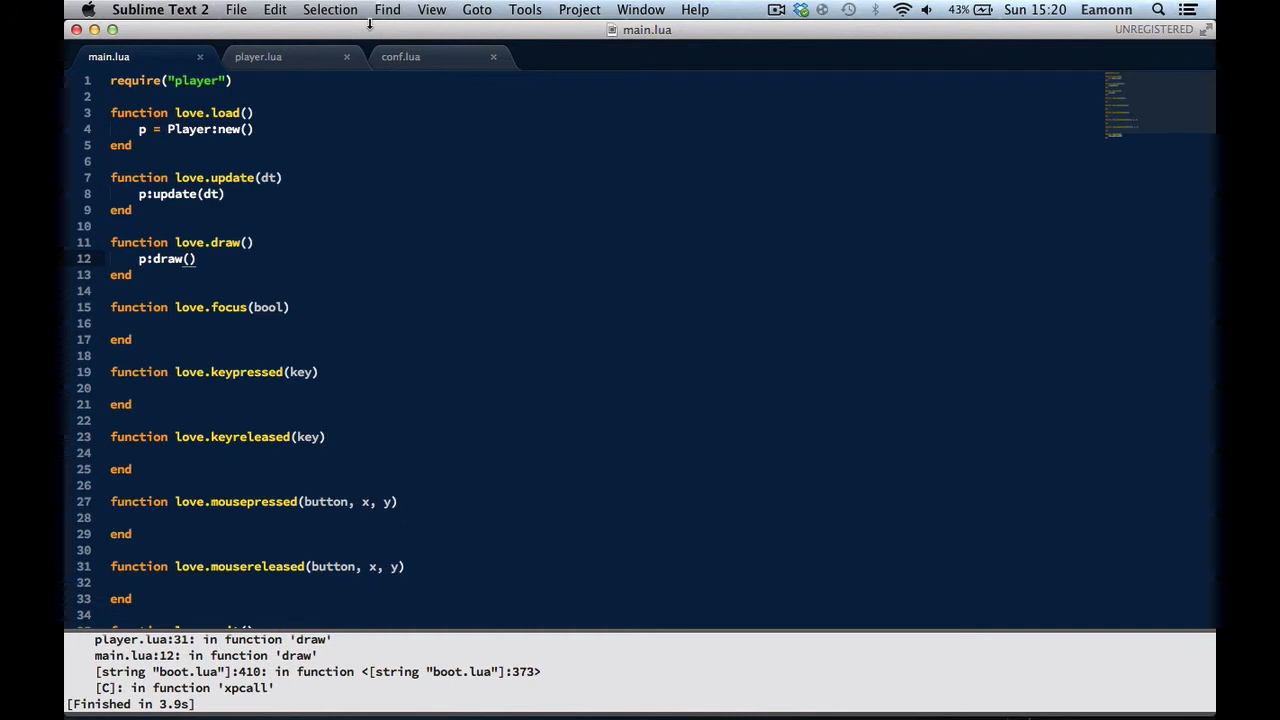 Sublime Text 2 File Edit Selection Find View Goto Tools Project Window Help 43% Sun 15:20 Eamonn
main.lua UNREGISTERED
main.lua × player.lua × conf.lua ×
1 require("player")
2
3 function love.load()
4 p = Player:new()
5 end
6
7 function love.update(dt)
8 p:update(dt)
9 end
10
11 function love.draw()
12 p:draw()
13 end
14
15 function love.focus(bool)
16
17 end
18
19 function love.keypressed(key)
20
21 end
22
23 function love.keyreleased(key)
24
25 end
26
27 function love.mousepressed(button, x, y)
28
29 end
30
31 function love.mousereleased(button, x, y)
32
33 end
34
player.lua:31: in function 'draw'
main.lua:12: in function 'draw'
[string "boot.lua"]:410: in function <[string "boot.lua"]:373>
[C]: in function 'xpcall'
[Finished in 3.9s]